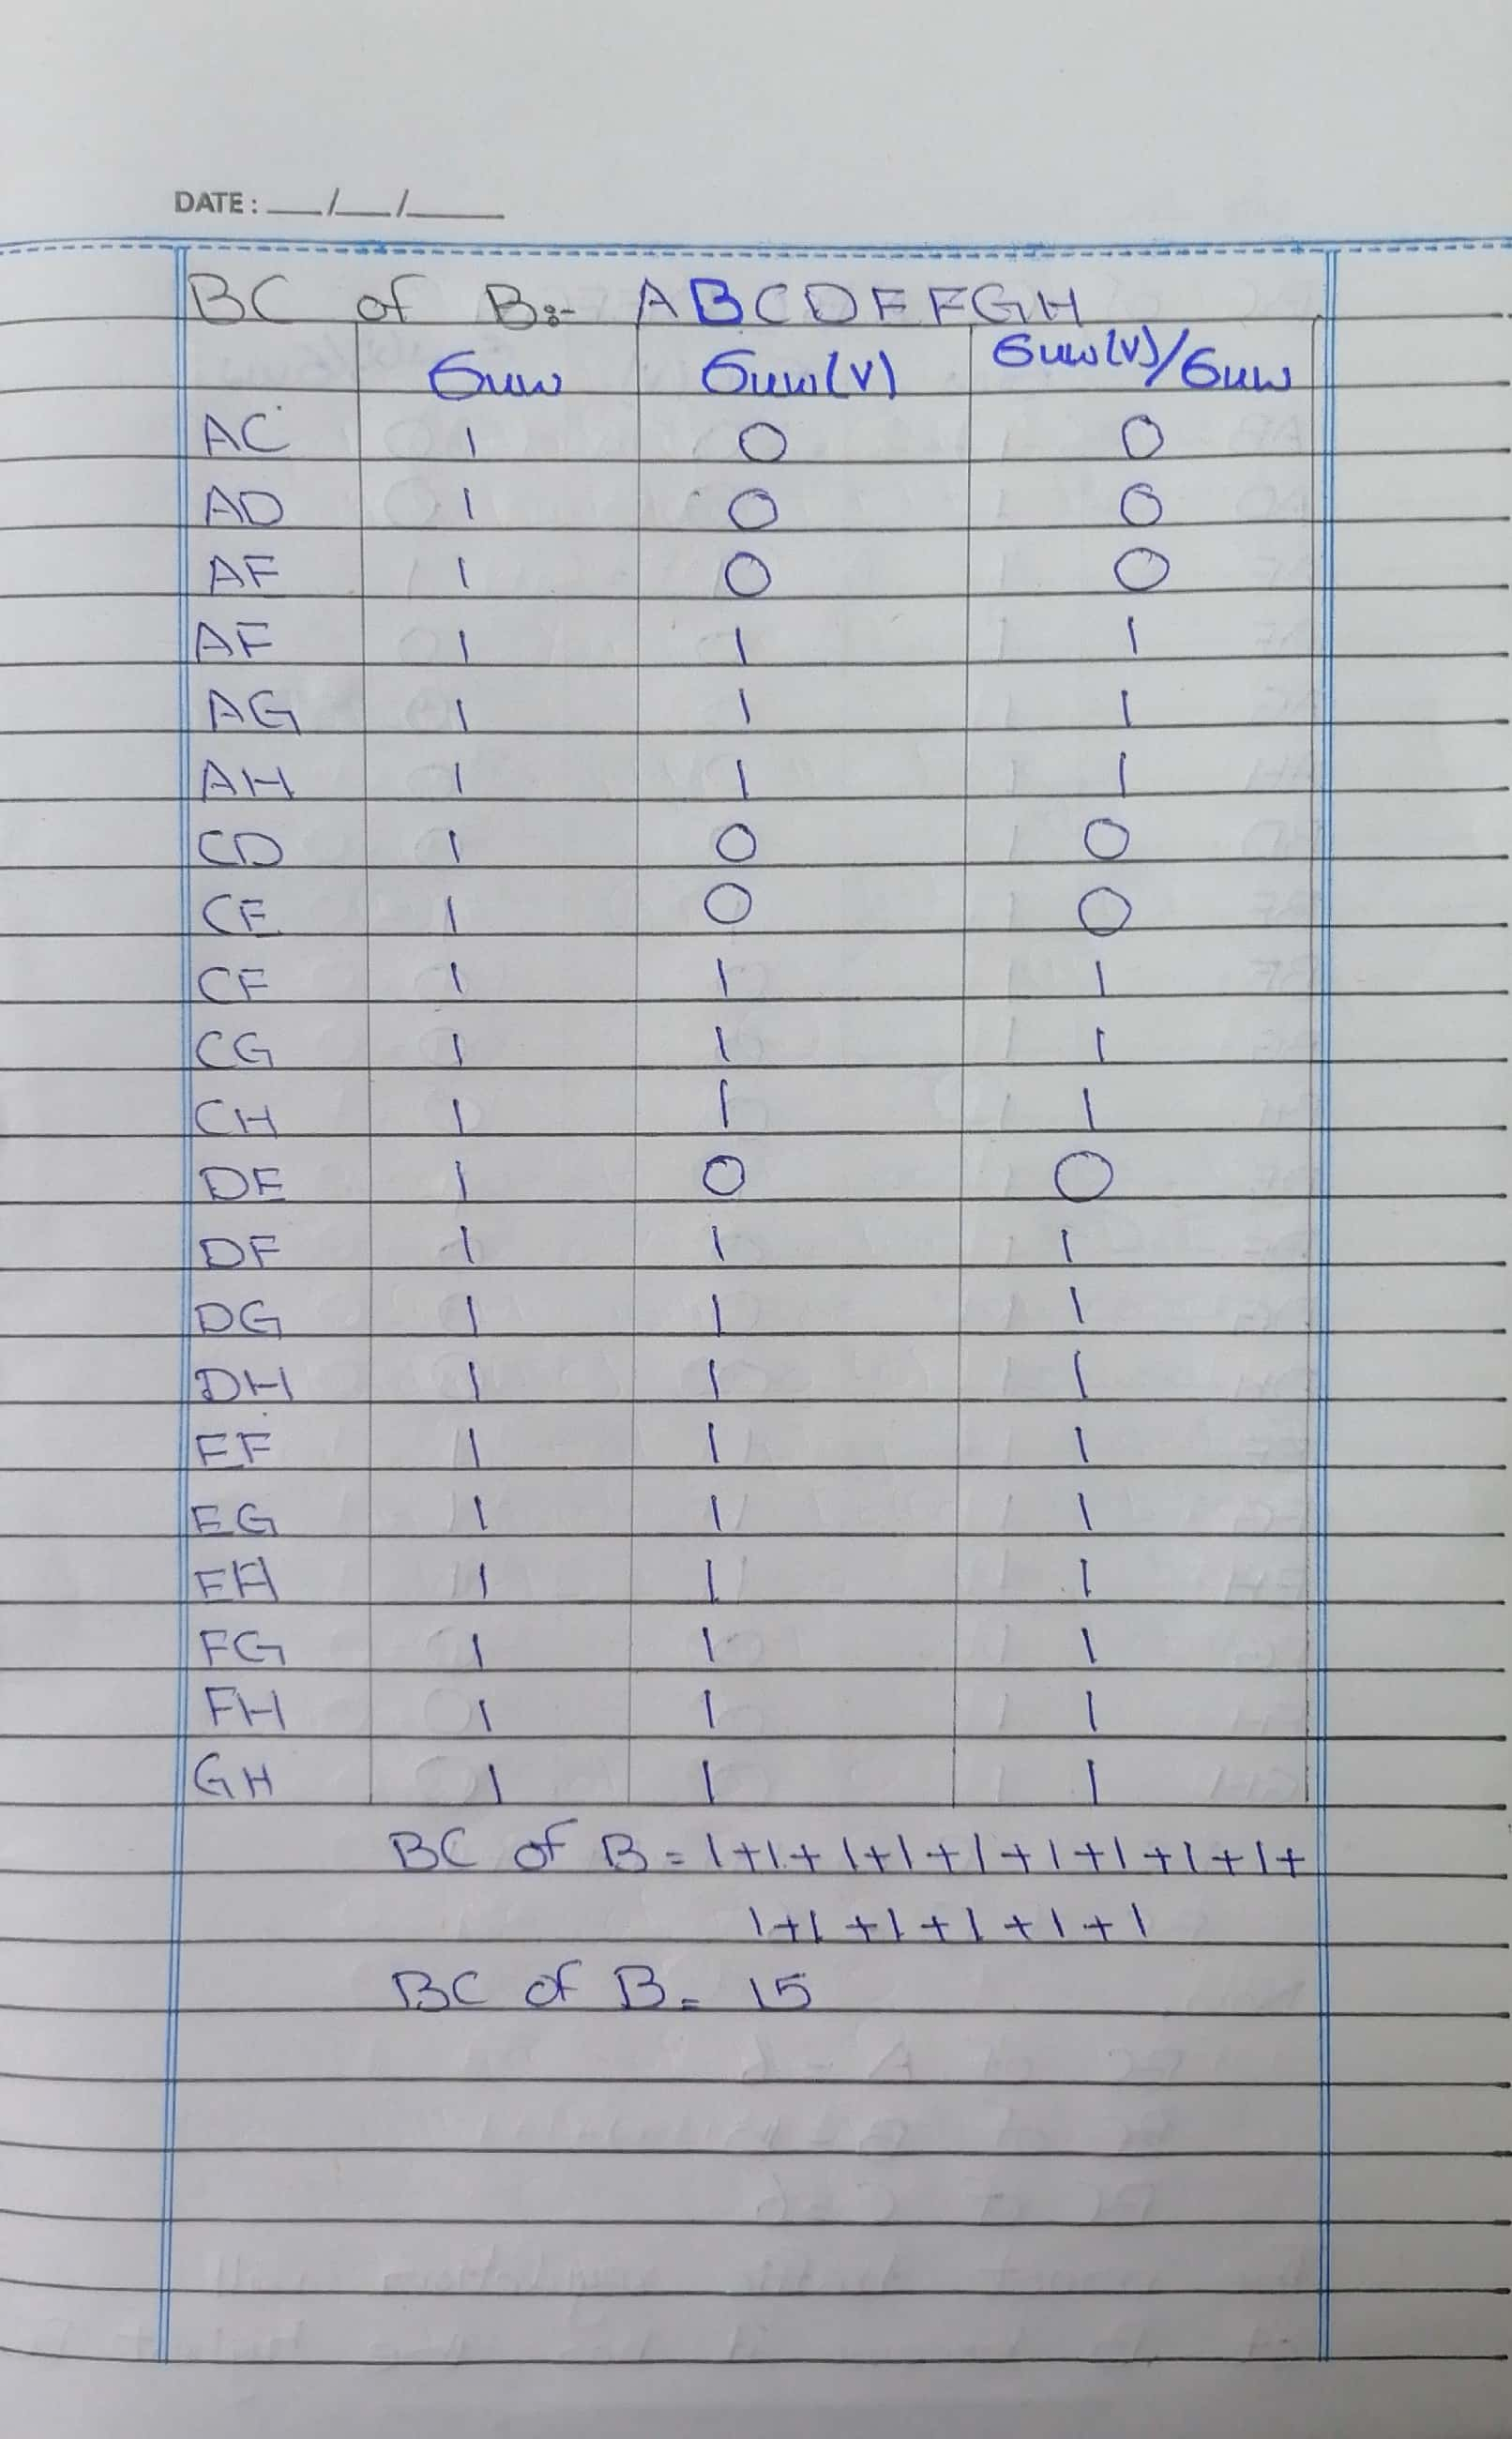 DATE: __/__/____
BC of B:- ABCDEFGH
σuw σuw(v) σuw(v)/σuw
AC 1 0 0
AD 1 0 0
AE 1 0 0
AF 1 1 1
AG 1 1 1
AH 1 1 1
CD 1 0 0
CE 1 0 0
CF 1 1 1
CG 1 1 1
CH 1 1 1
DE 1 0 0
DF 1 1 1
DG 1 1 1
DH 1 1 1
EF 1 1 1
EG 1 1 1
EH 1 1 1
FG 1 1 1
FH 1 1 1
GH 1 1 1
BC of B = 1+1+1+1+1+1+1+1+1+
1+1+1+1+1+1
BC of B = 15